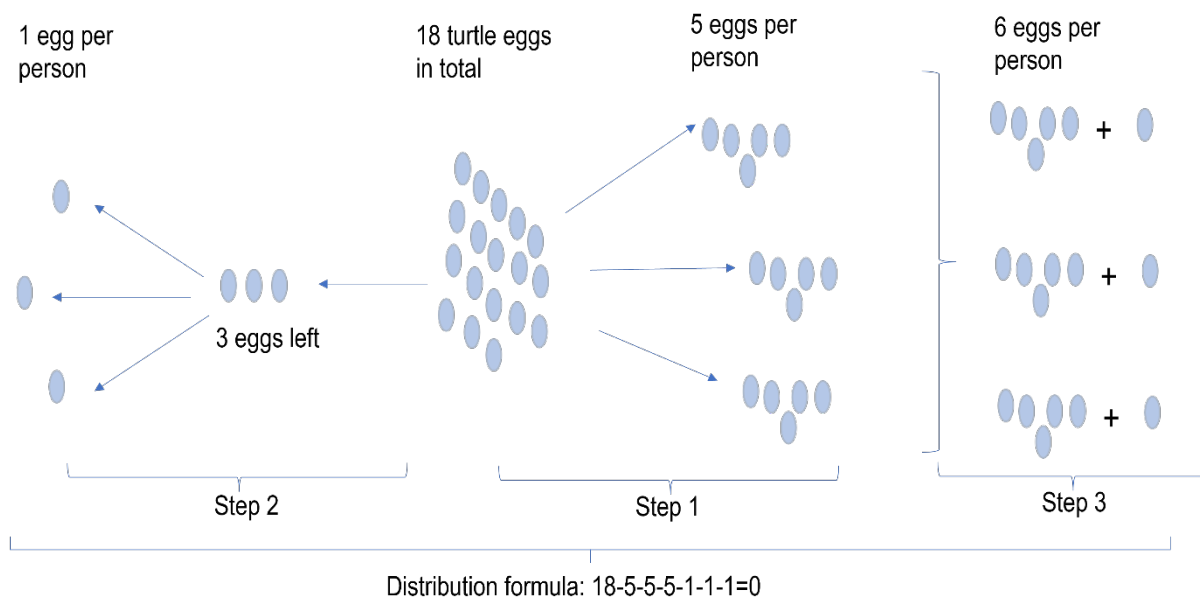 1 egg per
person
18 turtle eggs
in total
5 eggs per
person
6 eggs per
person
+
+
3 eggs left
+
Step 2
Step 1
Step 3
Distribution formula: 18-5-5-5-1-1-1=0